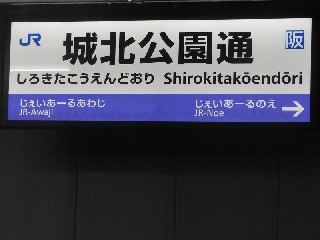 JR 城北公園通 阪
しろきたこうえんどおり Shirokitakōendōri
じぇいあーるあわじ じぇいあーるのえ →
JR-Awaji JR-Noe